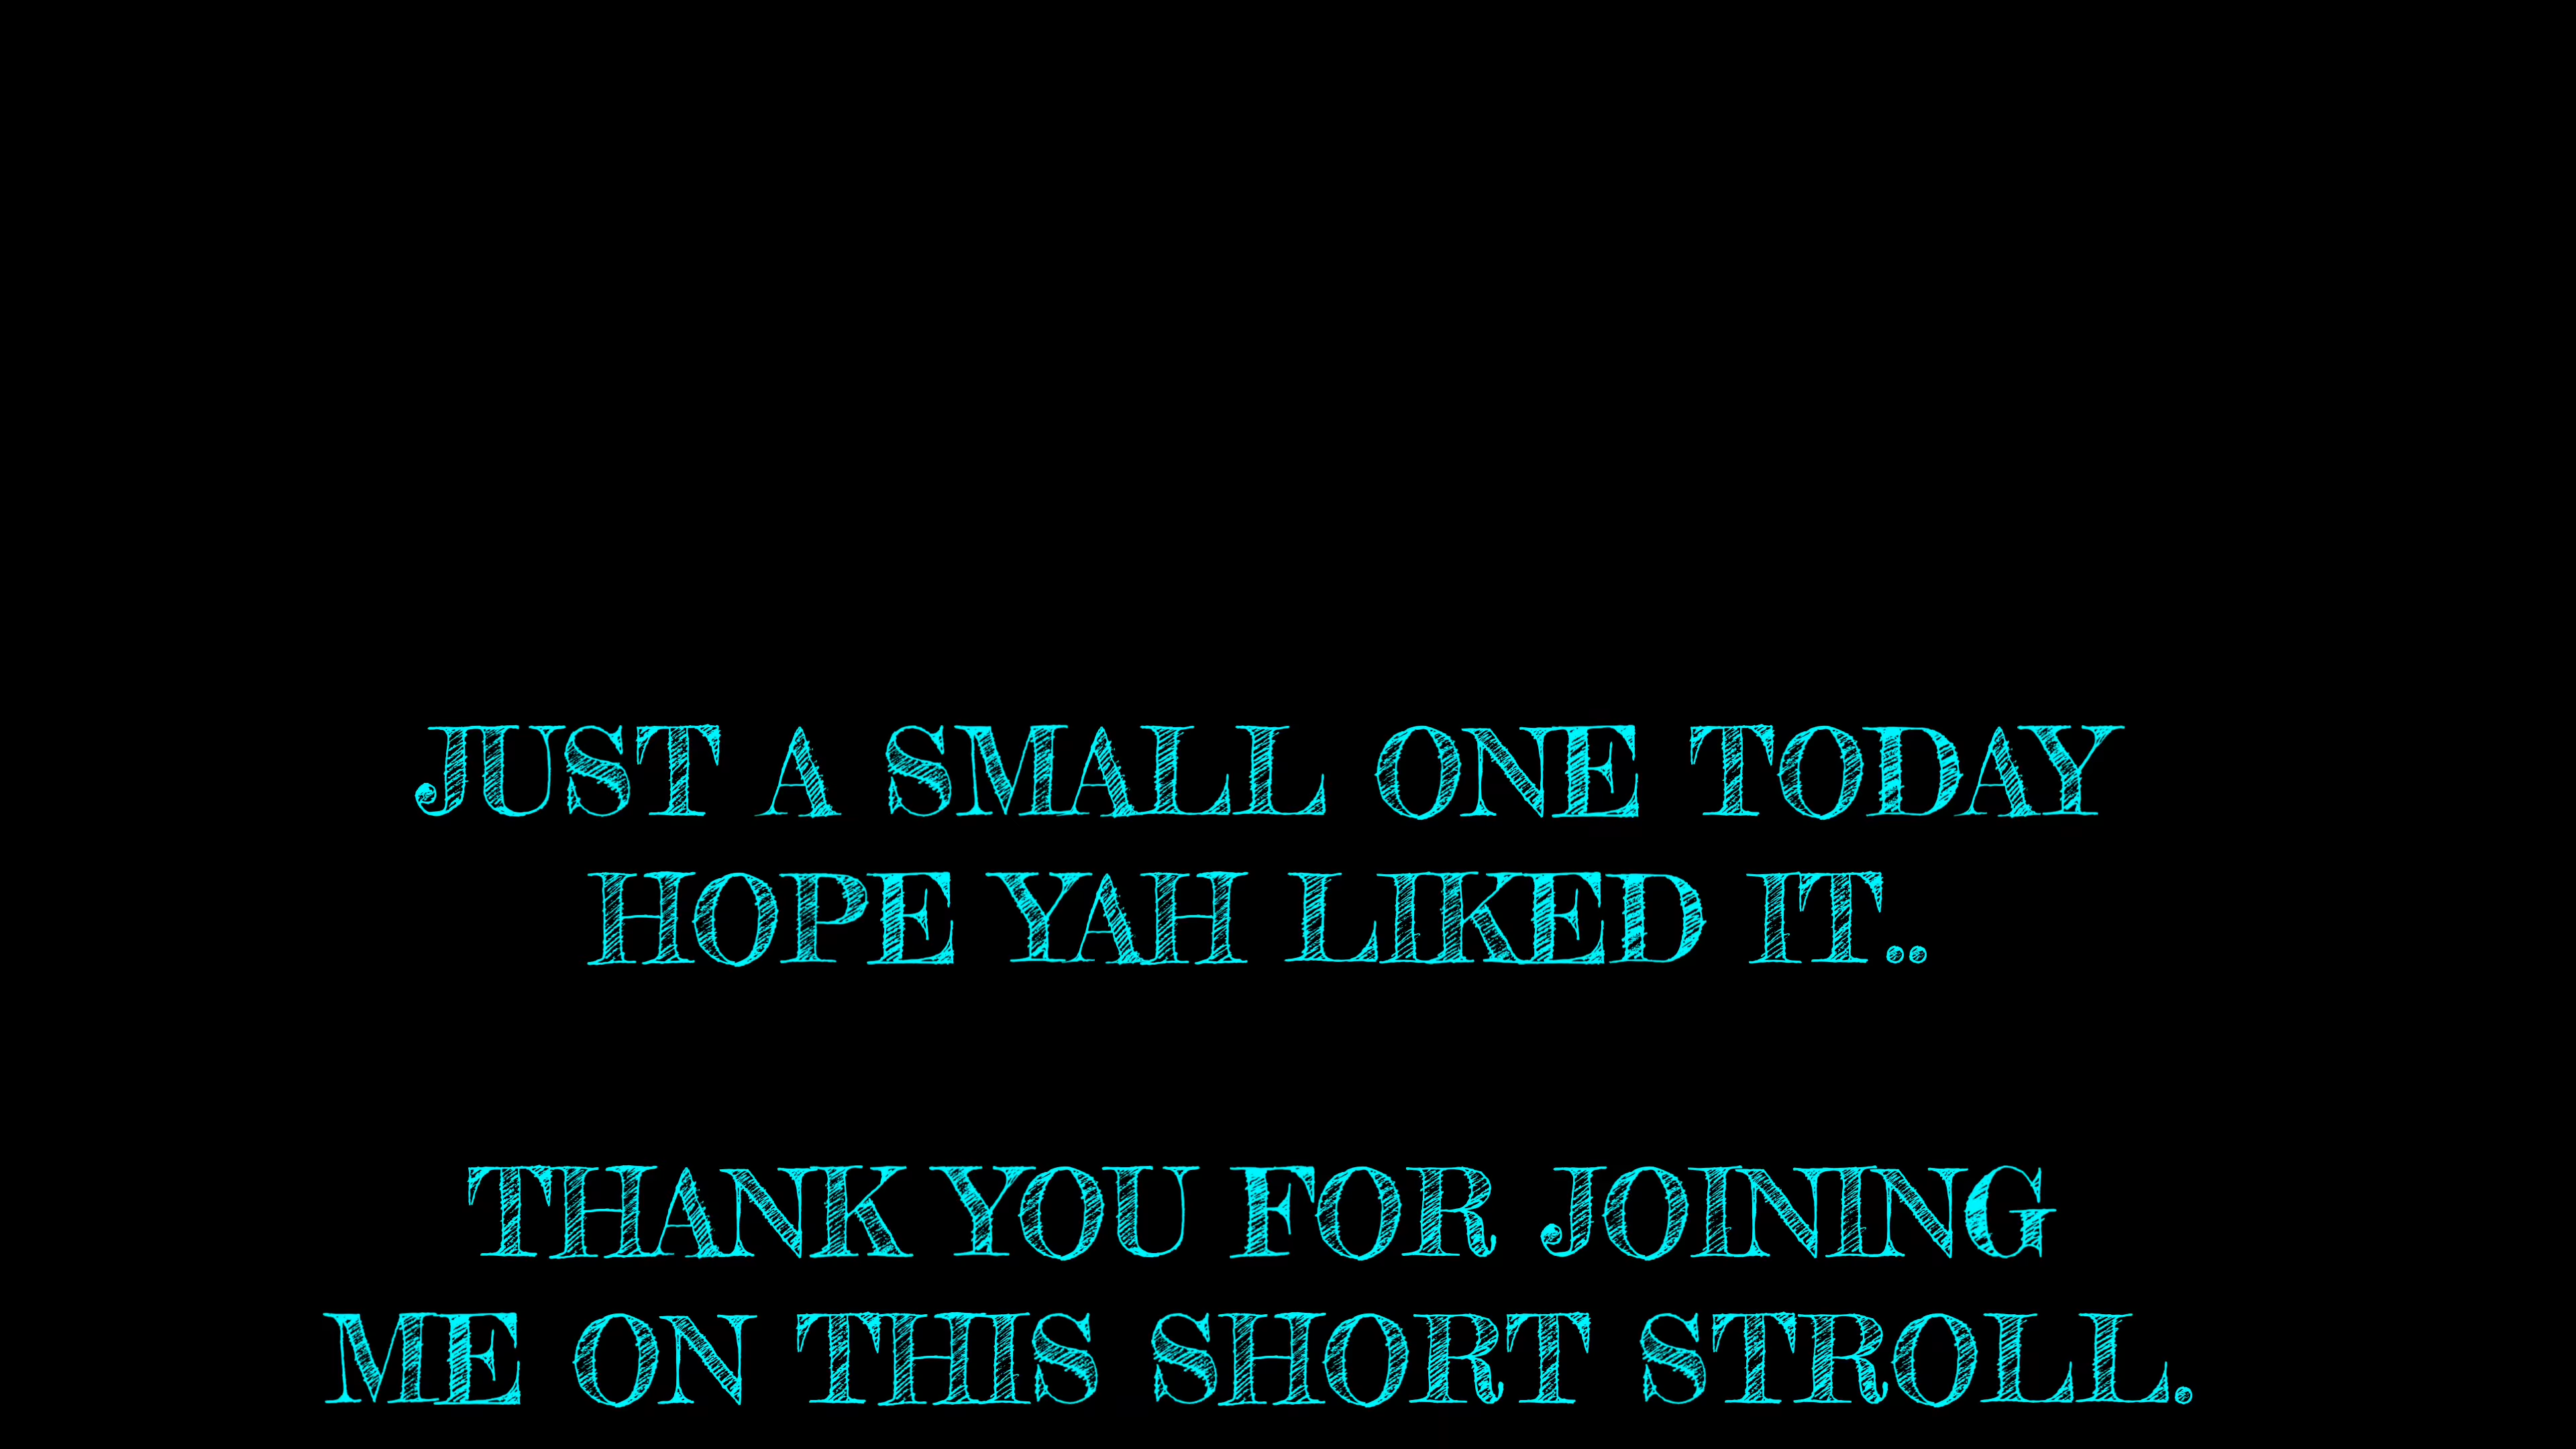 JUST A SMALL ONE TODAY
HOPE YAH LIKED IT..
THANK YOU FOR JOINING
ME ON THIS SHORT STROLL.